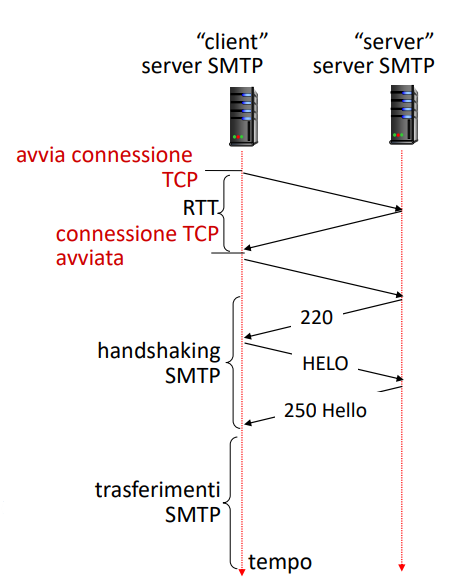 “client”
server SMTP
“server”
server SMTP
avvia connessione
TCP
RTT
connessione TCP
avviata
220
handshaking
SMTP
HELO
250 Hello
trasferimenti
SMTP
tempo